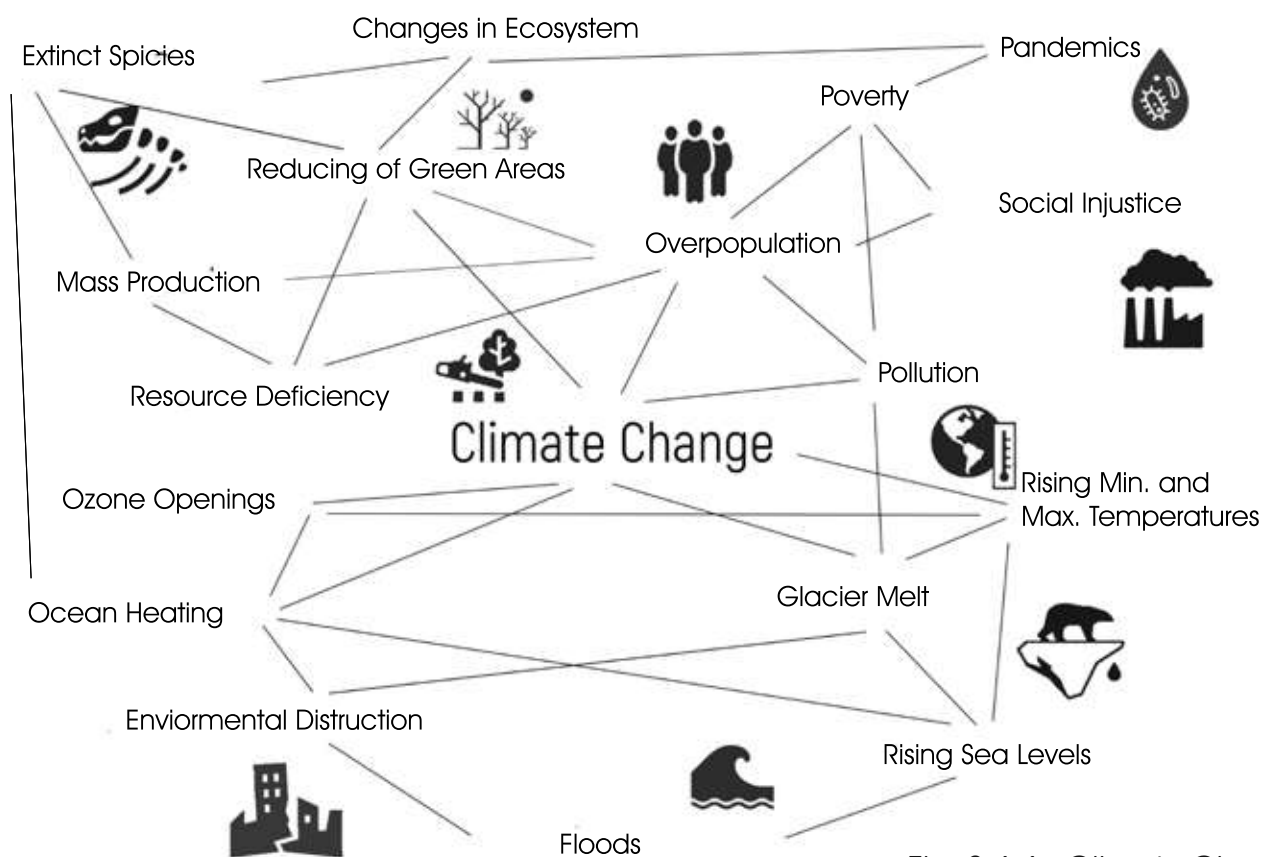 Changes in Ecosystem
Extinct Spicies
Pandemics
Poverty
Reducing of Green Areas
Social Injustice
Overpopulation
Mass Production
Pollution
Resource Deficiency
Climate Change
Rising Min. and
Max. Temperatures
Ozone Openings
Glacier Melt
Ocean Heating
Enviormental Distruction
Rising Sea Levels
Floods